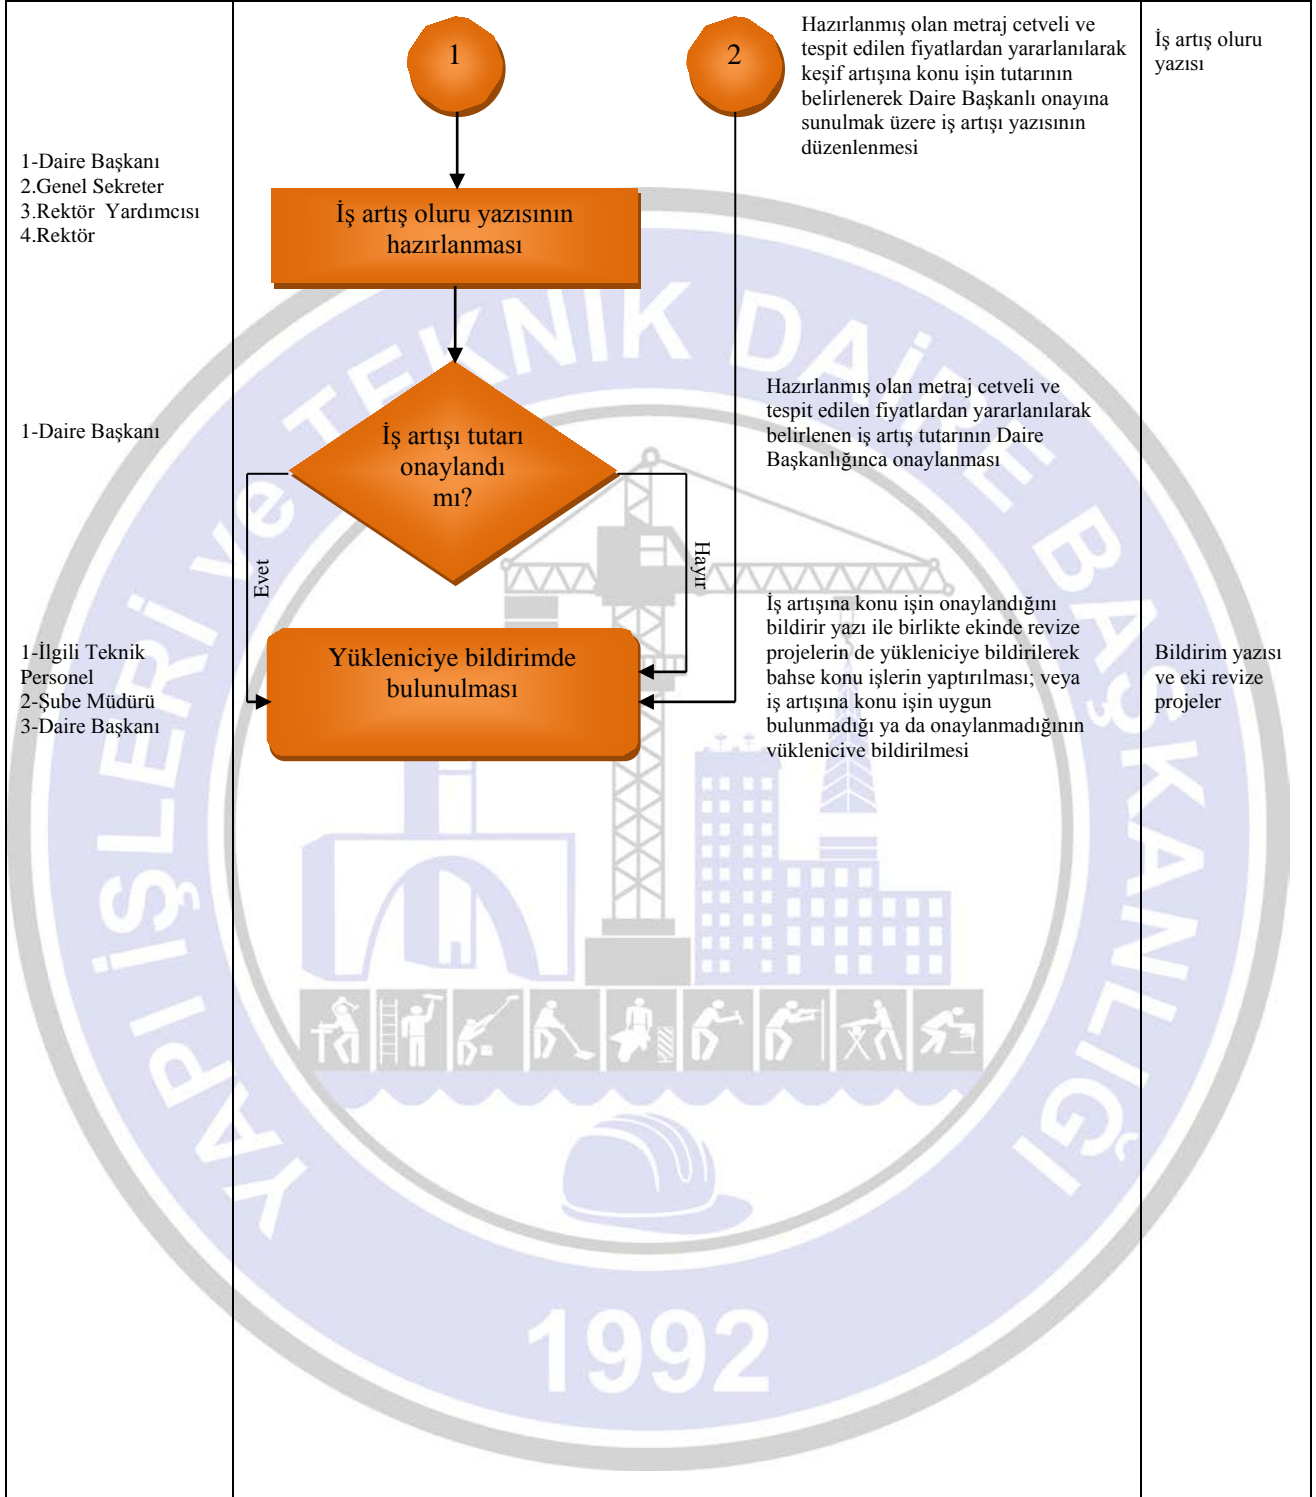 1
2
Hazırlanmış olan metraj cetveli ve
tespit edilen fiyatlardan yararlanılarak
keşif artışına konu işin tutarının
belirlenerek Daire Başkanlı onayına
sunulmak üzere iş artışı yazısının
düzenlenmesi
İş artış oluru
yazısı
1-Daire Başkanı
2.Genel Sekreter
3.Rektör Yardımcısı
4.Rektör
İş artış oluru yazısının
hazırlanması
1-Daire Başkanı
İş artışı tutarı
onaylandı
mı?
Hazırlanmış olan metraj cetveli ve
tespit edilen fiyatlardan yararlanılarak
belirlenen iş artış tutarının Daire
Başkanlığınca onaylanması
Evet
Hayır
1-İlgili Teknik
Personel
2-Şube Müdürü
3-Daire Başkanı
Yükleniciye bildirimde
bulunulması
İş artışına konu işin onaylandığını
bildirir yazı ile birlikte ekinde revize
projelerin de yükleniciye bildirilerek
bahse konu işlerin yaptırılması; veya
iş artışına konu işin uygun
bulunmadığı ya da onaylanmadığının
yükleniciye bildirilmesi
Bildirim yazısı
ve eki revize
projeler
YAPI İŞLERİ ve TEKNİK DAİRE BAŞKANLIĞI
1992